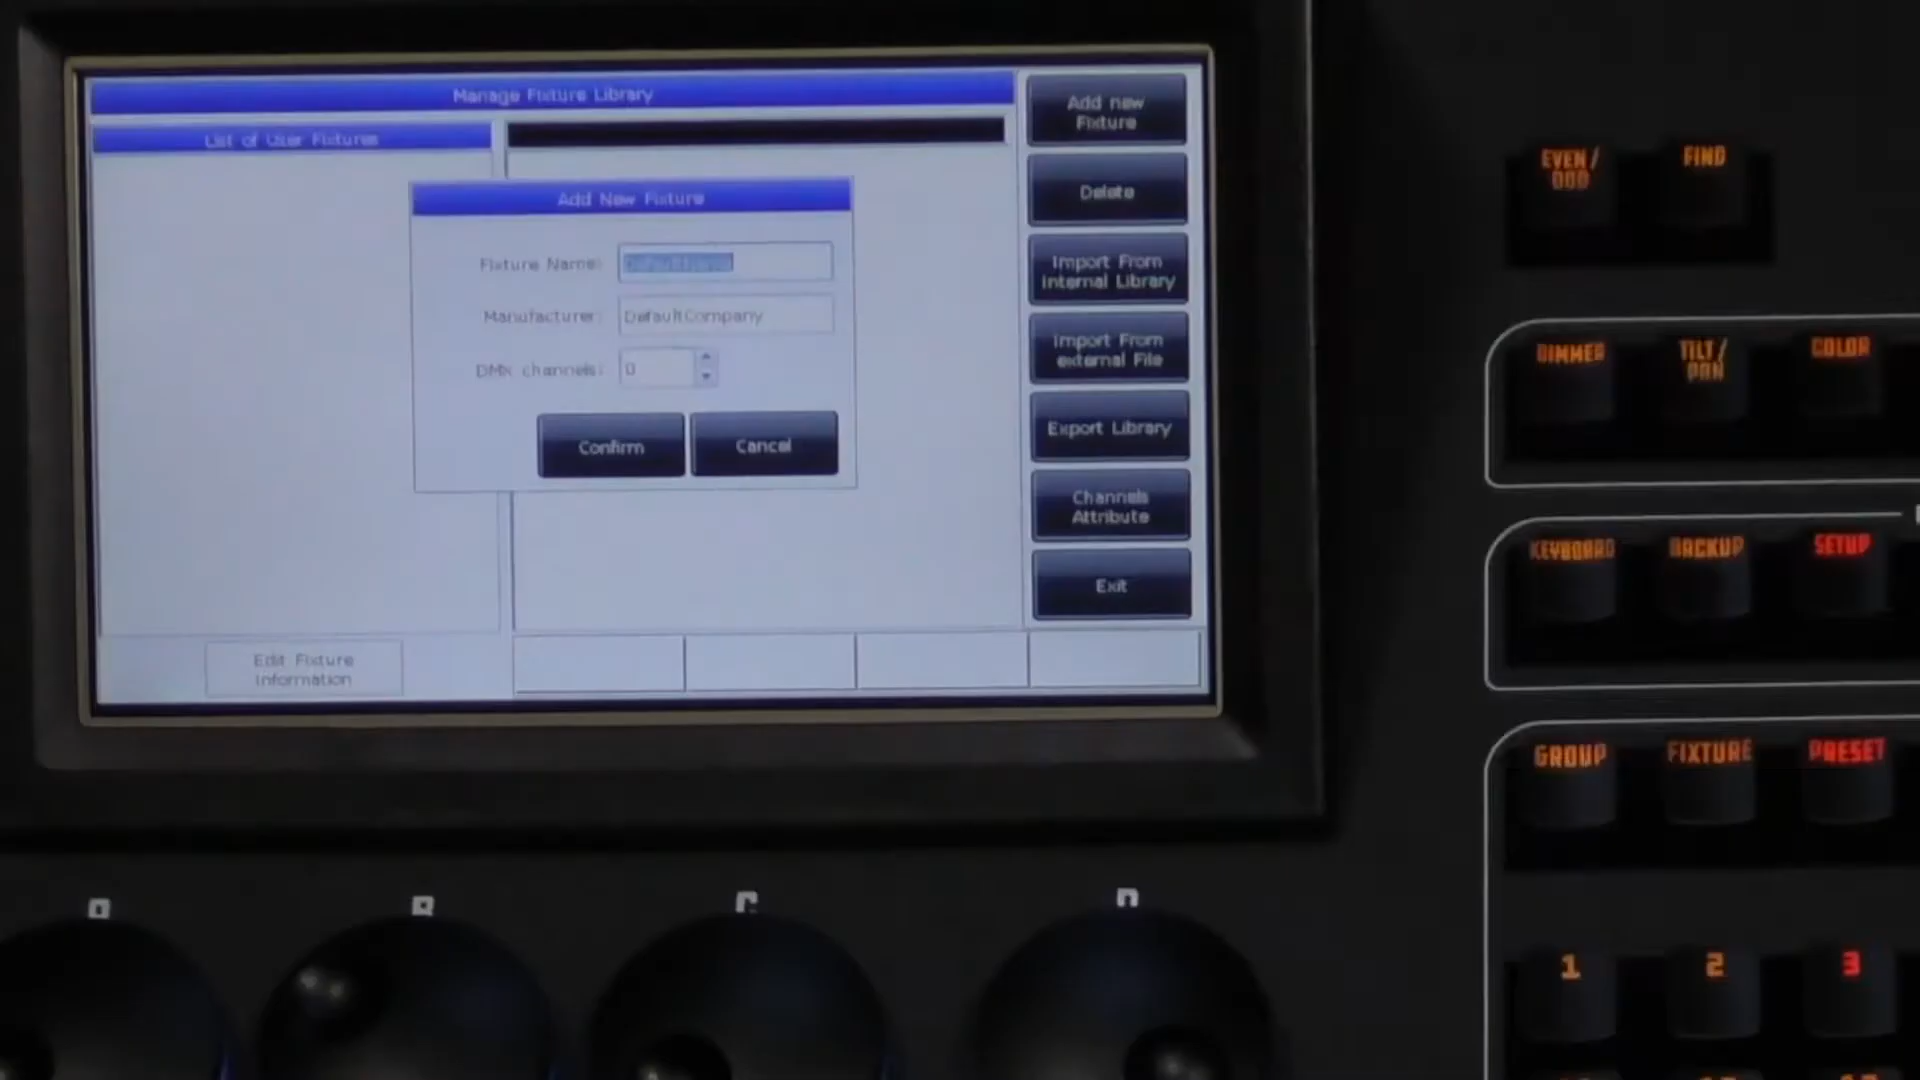 Manage Fixture Library
List of User Fixtures
Add New Fixture
Fixture Name:
DefaultName
Manufacturer:
DefaultCompany
DMX channels:
0
Confirm
Cancel
Edit Fixture
Information
Add new
Fixture
Delete
Import From
Internal Library
Import From
external File
Export Library
Channels
Attribute
Exit
EVEN/
ODD
FIND
DIMMER
TILT/
PAN
COLOR
KEYBOARD
BACKUP
SETUP
GROUP
FIXTURE
PRESET
A
B
C
D
1
2
3